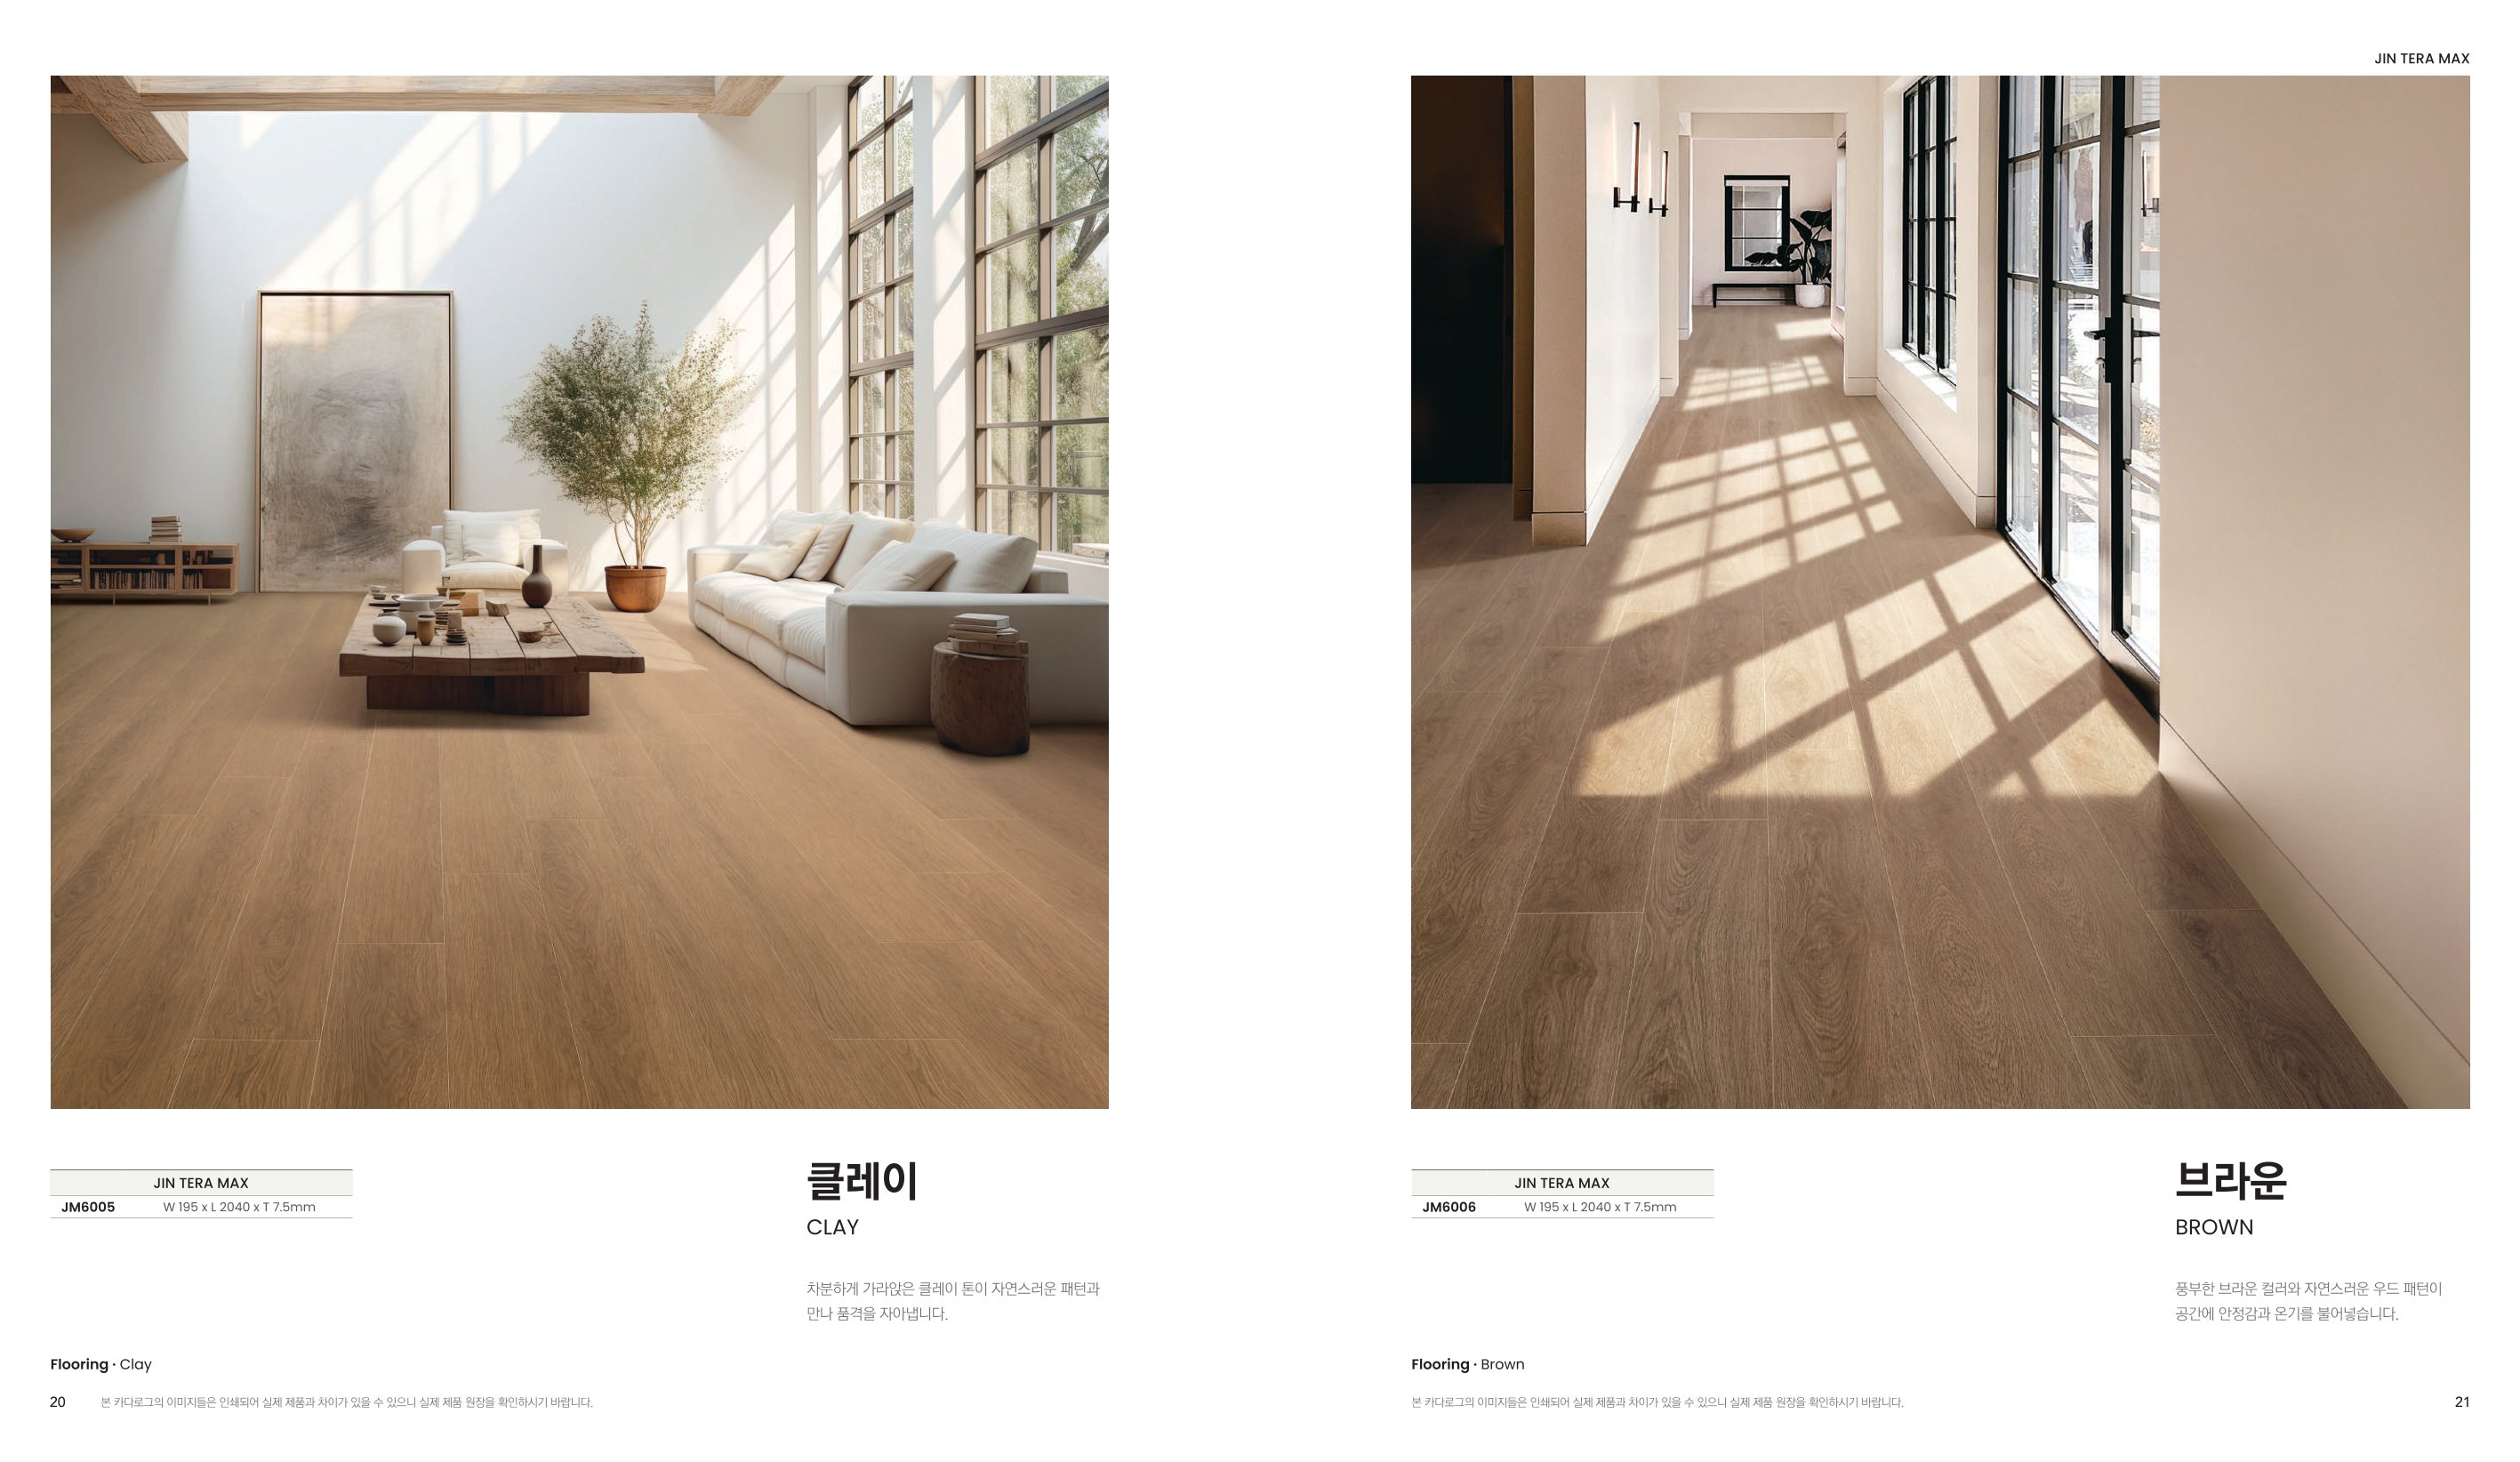 JIN TERA MAX
JIN TERA MAX
JM6005 W 195 x L 2040 x T 7.5mm
클레이
CLAY
차분하게 가라앉은 클레이 톤이 자연스러운 패턴과
만나 품격을 자아냅니다.
Flooring · Clay
20 본 카다로그의 이미지들은 인쇄되어 실제 제품과 차이가 있을 수 있으니 실제 제품 원장을 확인하시기 바랍니다.
JIN TERA MAX
JM6006 W 195 x L 2040 x T 7.5mm
브라운
BROWN
풍부한 브라운 컬러와 자연스러운 우드 패턴이
공간에 안정감과 온기를 불어넣습니다.
Flooring · Brown
본 카다로그의 이미지들은 인쇄되어 실제 제품과 차이가 있을 수 있으니 실제 제품 원장을 확인하시기 바랍니다. 21